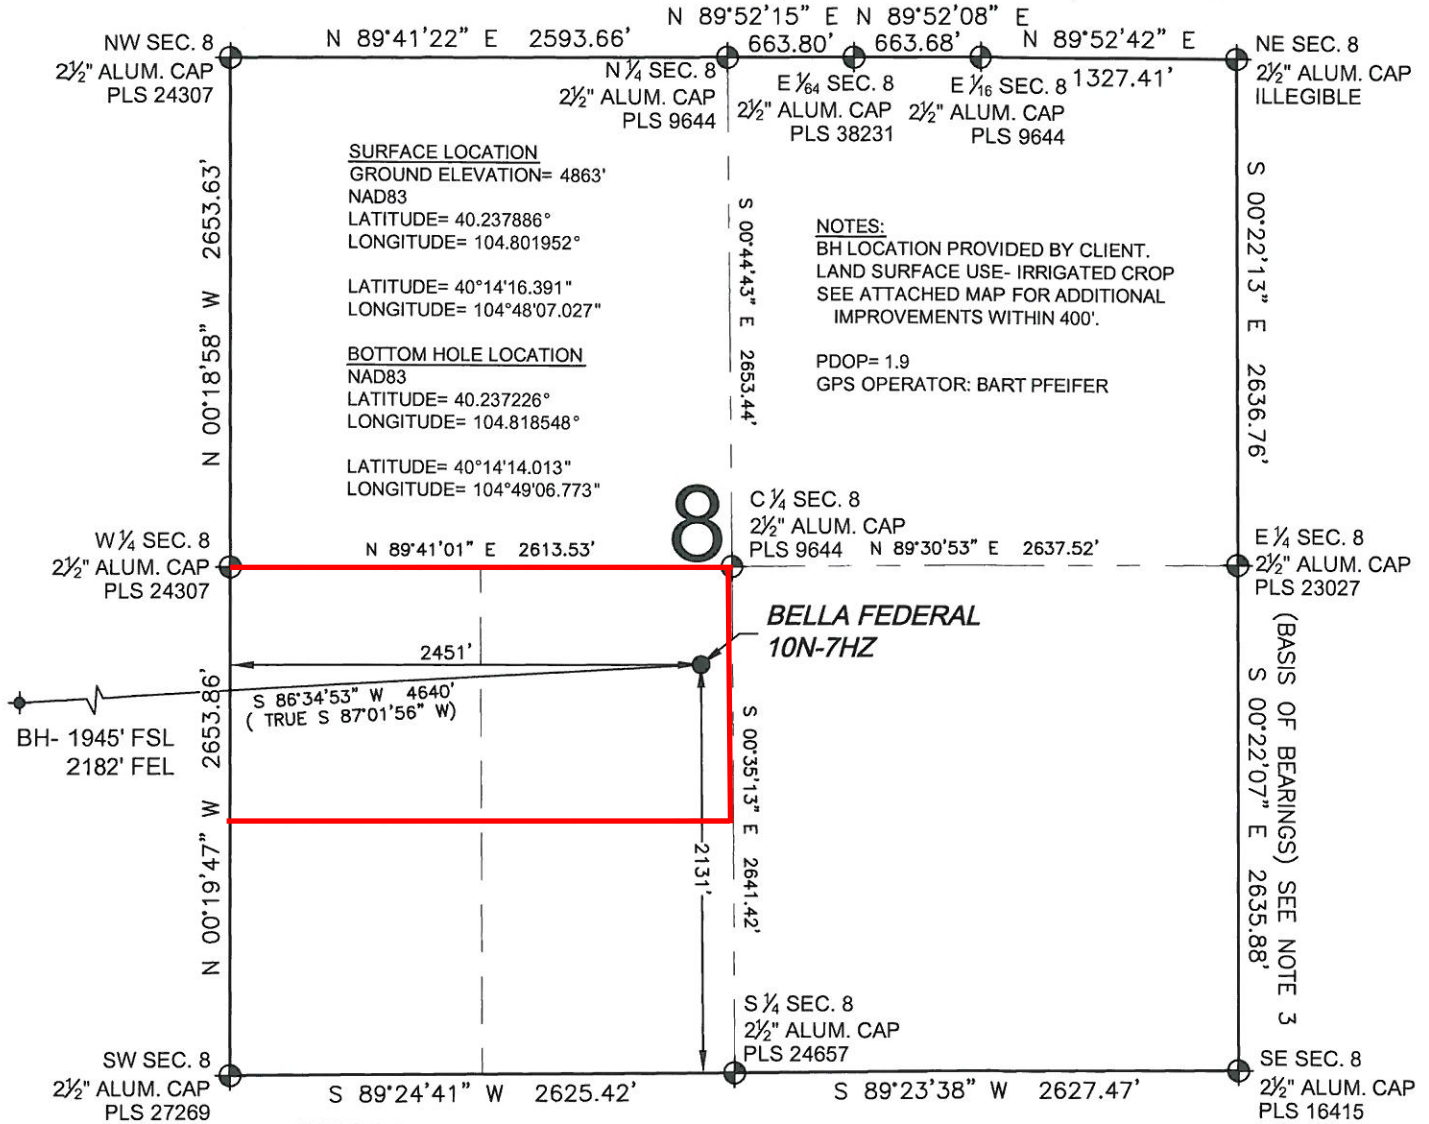 N 89°52'15" E N 89°52'08" E
NW SEC. 8
2½" ALUM. CAP
PLS 24307
N 89°41'22" E 2593.66'
663.80'
663.68'
N 89°52'42" E
1327.41'
NE SEC. 8
2½" ALUM. CAP
ILLEGIBLE
N ¼ SEC. 8
2½" ALUM. CAP
PLS 9644
E 1/64 SEC. 8
2½" ALUM. CAP
PLS 38231
E 1/16 SEC. 8
2½" ALUM. CAP
PLS 9644
SURFACE LOCATION
GROUND ELEVATION= 4863'
NAD83
LATITUDE= 40.237886°
LONGITUDE= 104.801952°
LATITUDE= 40°14'16.391"
LONGITUDE= 104°48'07.027"
BOTTOM HOLE LOCATION
NAD83
LATITUDE= 40.237226°
LONGITUDE= 104.818548°
LATITUDE= 40°14'14.013"
LONGITUDE= 104°49'06.773"
NOTES:
BH LOCATION PROVIDED BY CLIENT.
LAND SURFACE USE- IRRIGATED CROP
SEE ATTACHED MAP FOR ADDITIONAL
IMPROVEMENTS WITHIN 400'.
PDOP= 1.9
GPS OPERATOR: BART PFEIFER
N 00°18'58" W 2653.63'
S 00°44'43" E 2653.44'
S 00°22'13" E 2636.76'
8
W ¼ SEC. 8
2½" ALUM. CAP
PLS 24307
N 89°41'01" E 2613.53'
C ¼ SEC. 8
2½" ALUM. CAP
PLS 9644
N 89°30'53" E 2637.52'
E ¼ SEC. 8
2½" ALUM. CAP
PLS 23027
BELLA FEDERAL
10N-7HZ
2451'
S 86°34'53" W 4640'
( TRUE S 87°01'56" W)
BH- 1945' FSL
2182' FEL
N 00°19'47" W 2653.86'
2131'
S 00°35'13" E 2641.42'
S 00°22'07" E 2635.88'
(BASIS OF BEARINGS) SEE NOTE 3
SW SEC. 8
2½" ALUM. CAP
PLS 27269
S 89°24'41" W 2625.42'
S ¼ SEC. 8
2½" ALUM. CAP
PLS 24657
S 89°23'38" W 2627.47'
SE SEC. 8
2½" ALUM. CAP
PLS 16415